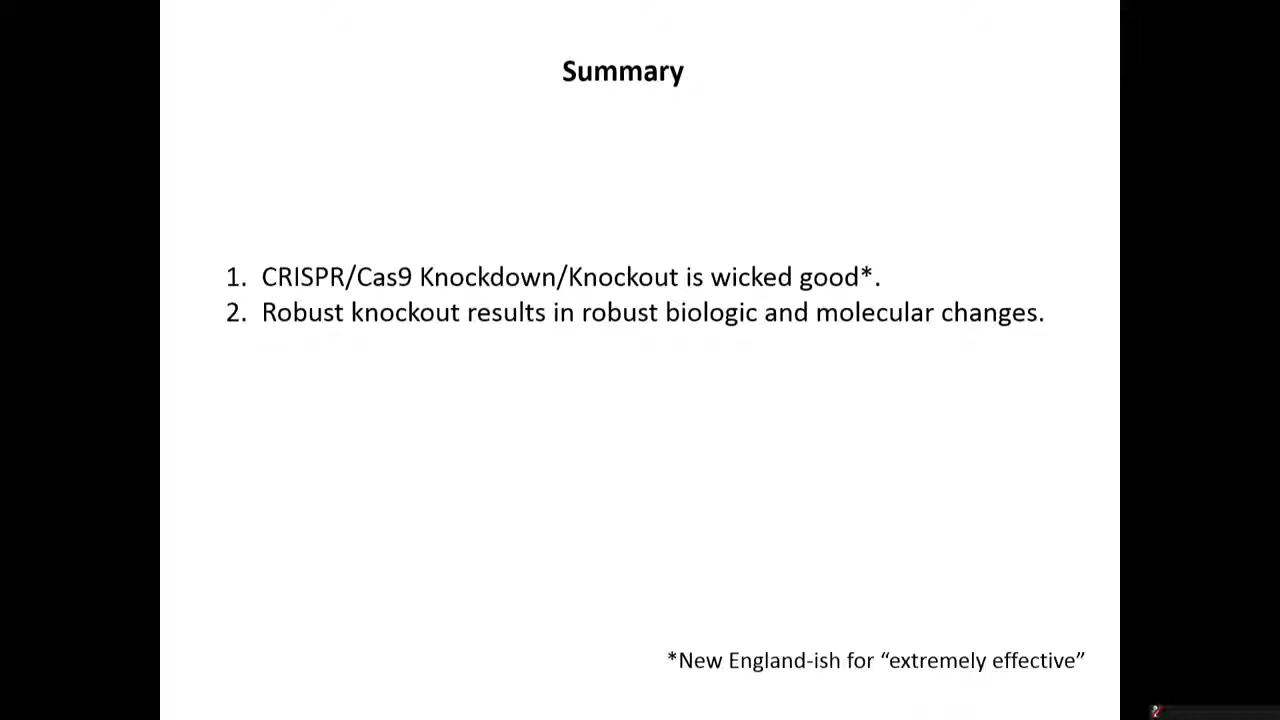 Summary
1. CRISPR/Cas9 Knockdown/Knockout is wicked good*.
2. Robust knockout results in robust biologic and molecular changes.
*New England-ish for “extremely effective”